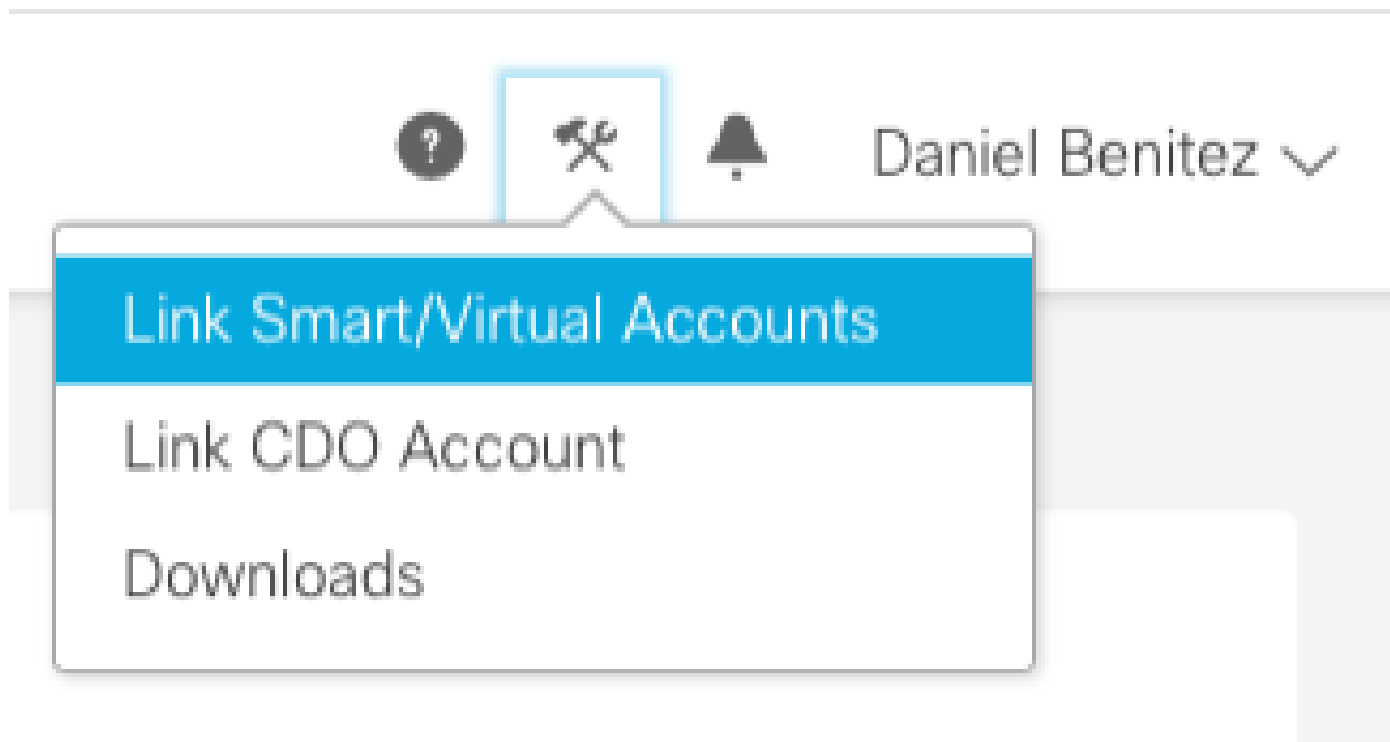 ?
Daniel Benitez
Link Smart/Virtual Accounts
Link CDO Account
Downloads